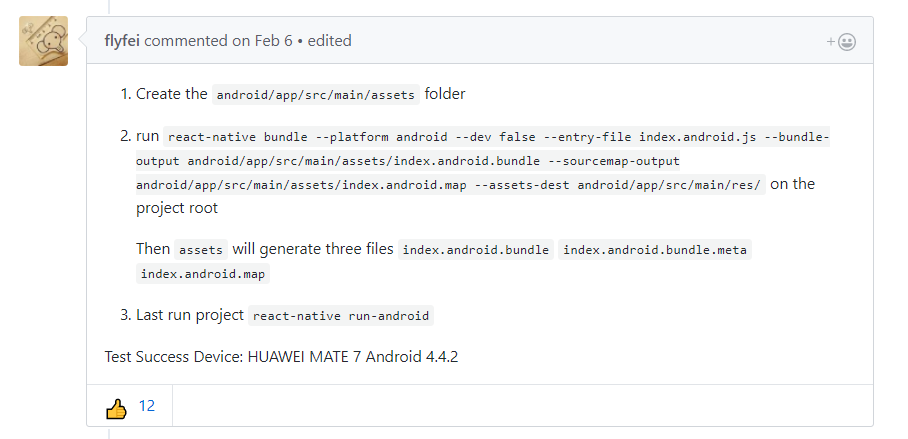 flyfei commented on Feb 6 • edited
1. Create the android/app/src/main/assets folder
2. run react-native bundle --platform android --dev false --entry-file index.android.js --bundle-
output android/app/src/main/assets/index.android.bundle --sourcemap-output
android/app/src/main/assets/index.android.map --assets-dest android/app/src/main/res/ on the
project root
Then assets will generate three files index.android.bundle index.android.bundle.meta
index.android.map
3. Last run project react-native run-android
Test Success Device: HUAWEI MATE 7 Android 4.4.2
12